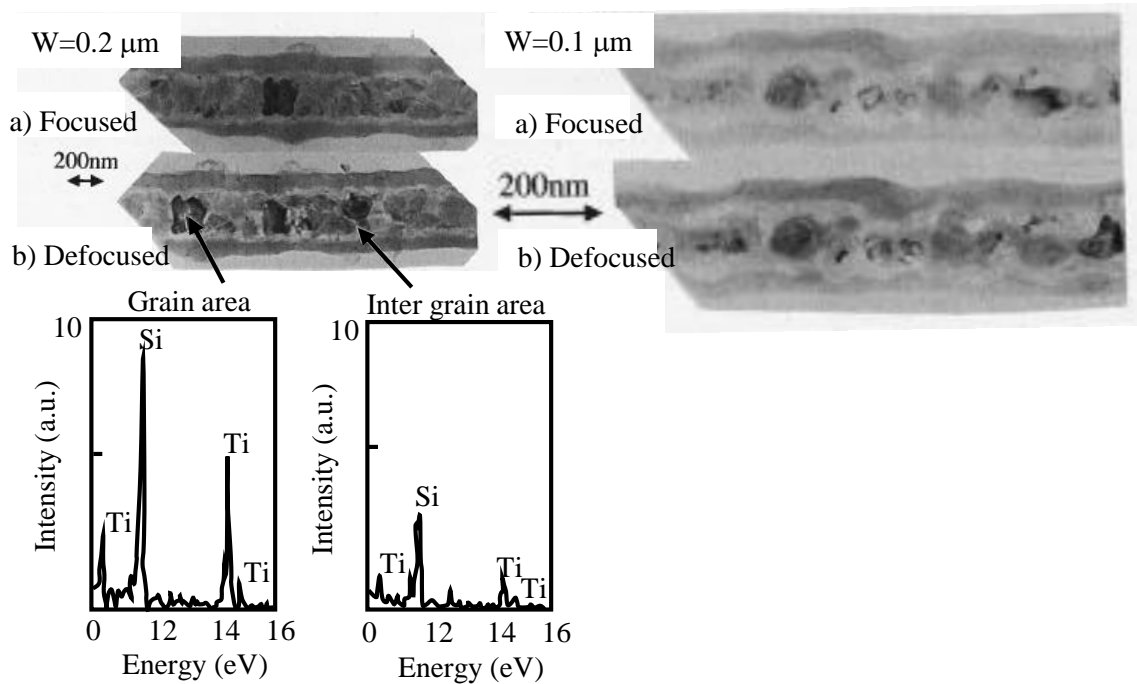 W=0.2 μm
a) Focused
200nm
b) Defocused
W=0.1 μm
a) Focused
200nm
b) Defocused
Grain area
10
Si
Ti
Ti
Ti
Intensity (a.u.)
0 12 14 16
Energy (eV)
Inter grain area
10
Si
Ti
Ti
Ti
Intensity (a.u.)
0 12 14 16
Energy (eV)